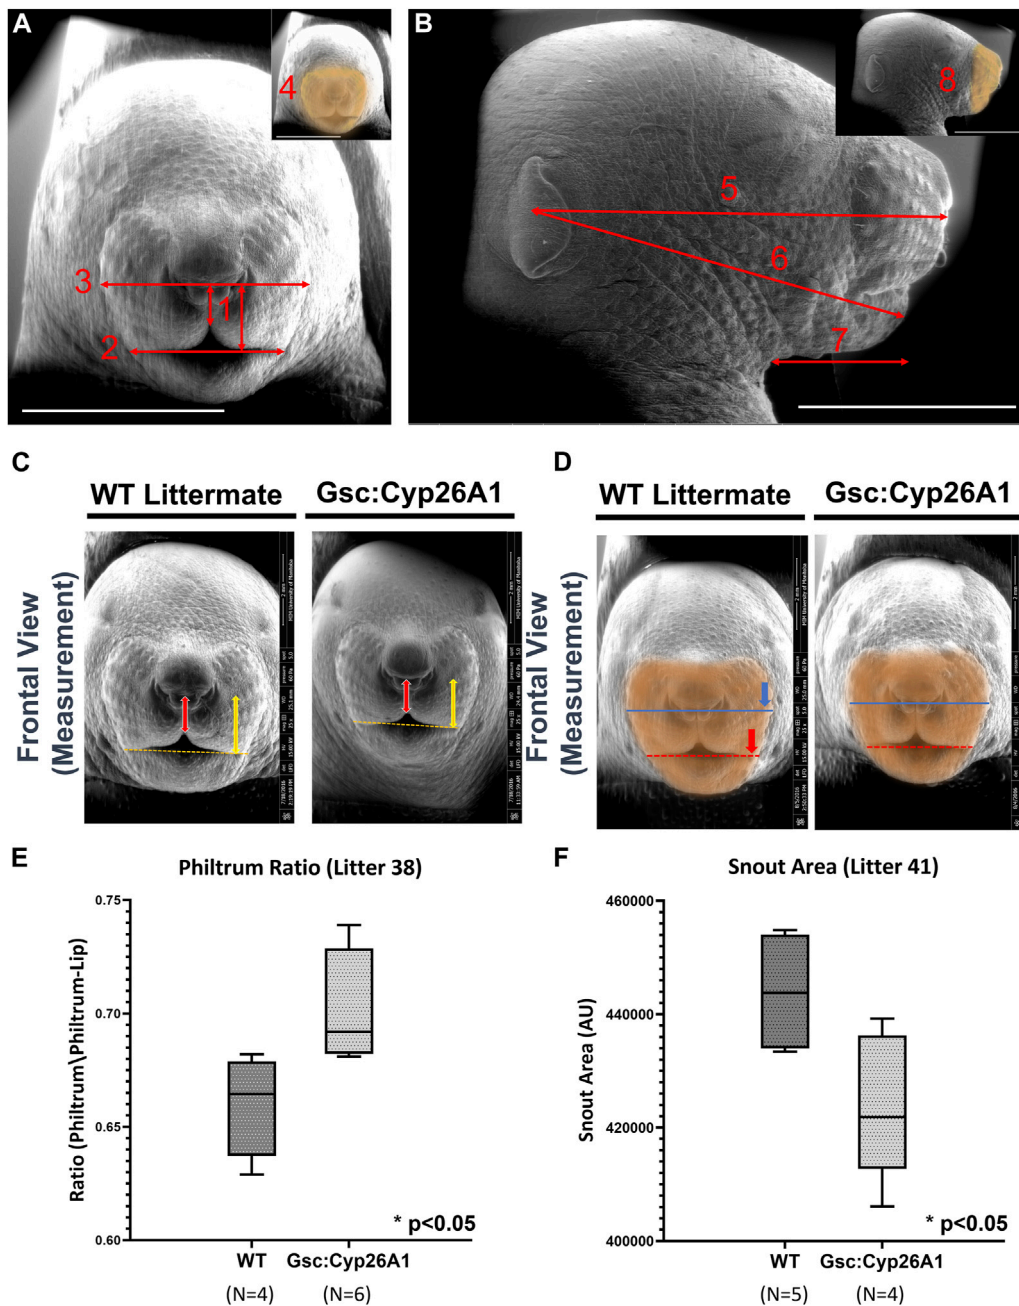 A
4
3
1
2
B
8
5
6
7
C
WT Littermate
Gsc:Cyp26A1
Frontal View
(Measurement)
D
WT Littermate
Gsc:Cyp26A1
Frontal View
(Measurement)
E
Philtrum Ratio (Litter 38)
Ratio (Philtrum\Philtrum-Lip)
0.75
0.70
0.65
0.60
* p<0.05
WT
Gsc:Cyp26A1
(N=4)
(N=6)
F
Snout Area (Litter 41)
Snout Area (AU)
460000
440000
420000
400000
* p<0.05
WT
Gsc:Cyp26A1
(N=5)
(N=4)